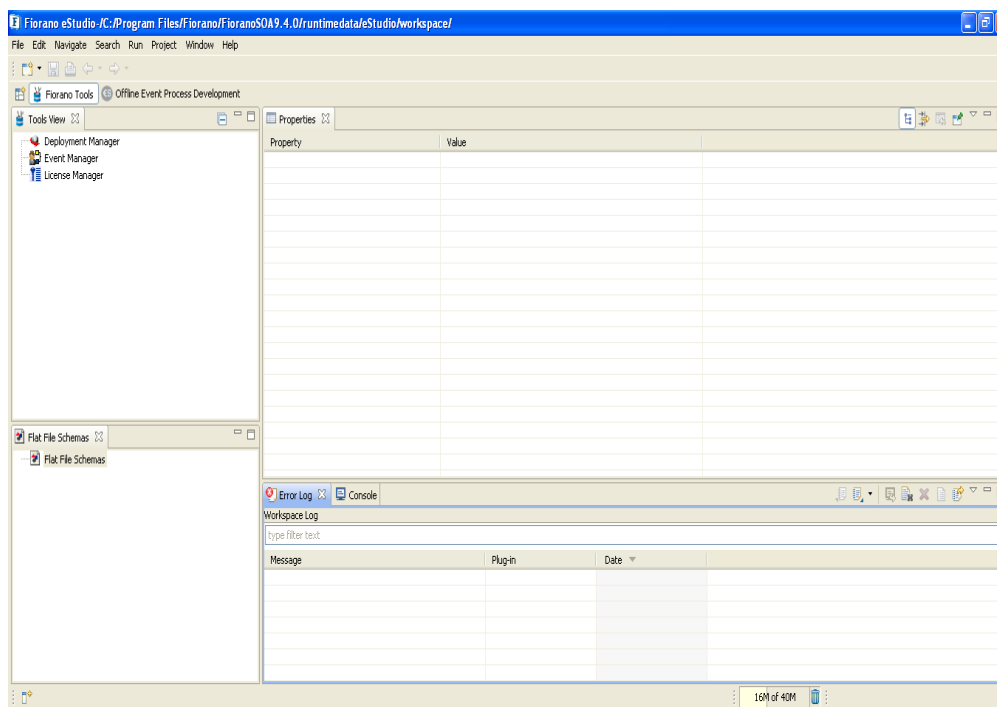 Fiorano eStudio-/C:/Program Files/Fiorano/FioranoSOA9.4.0/runtimedata/eStudio/workspace/
File Edit Navigate Search Run Project Window Help
Fiorano Tools Offline Event Process Development
Tools View
Deployment Manager
Event Manager
License Manager
Properties
Property Value
Flat File Schemas
Flat File Schemas
Error Log Console
Workspace Log
type filter text
Message Plug-in Date
16M of 40M